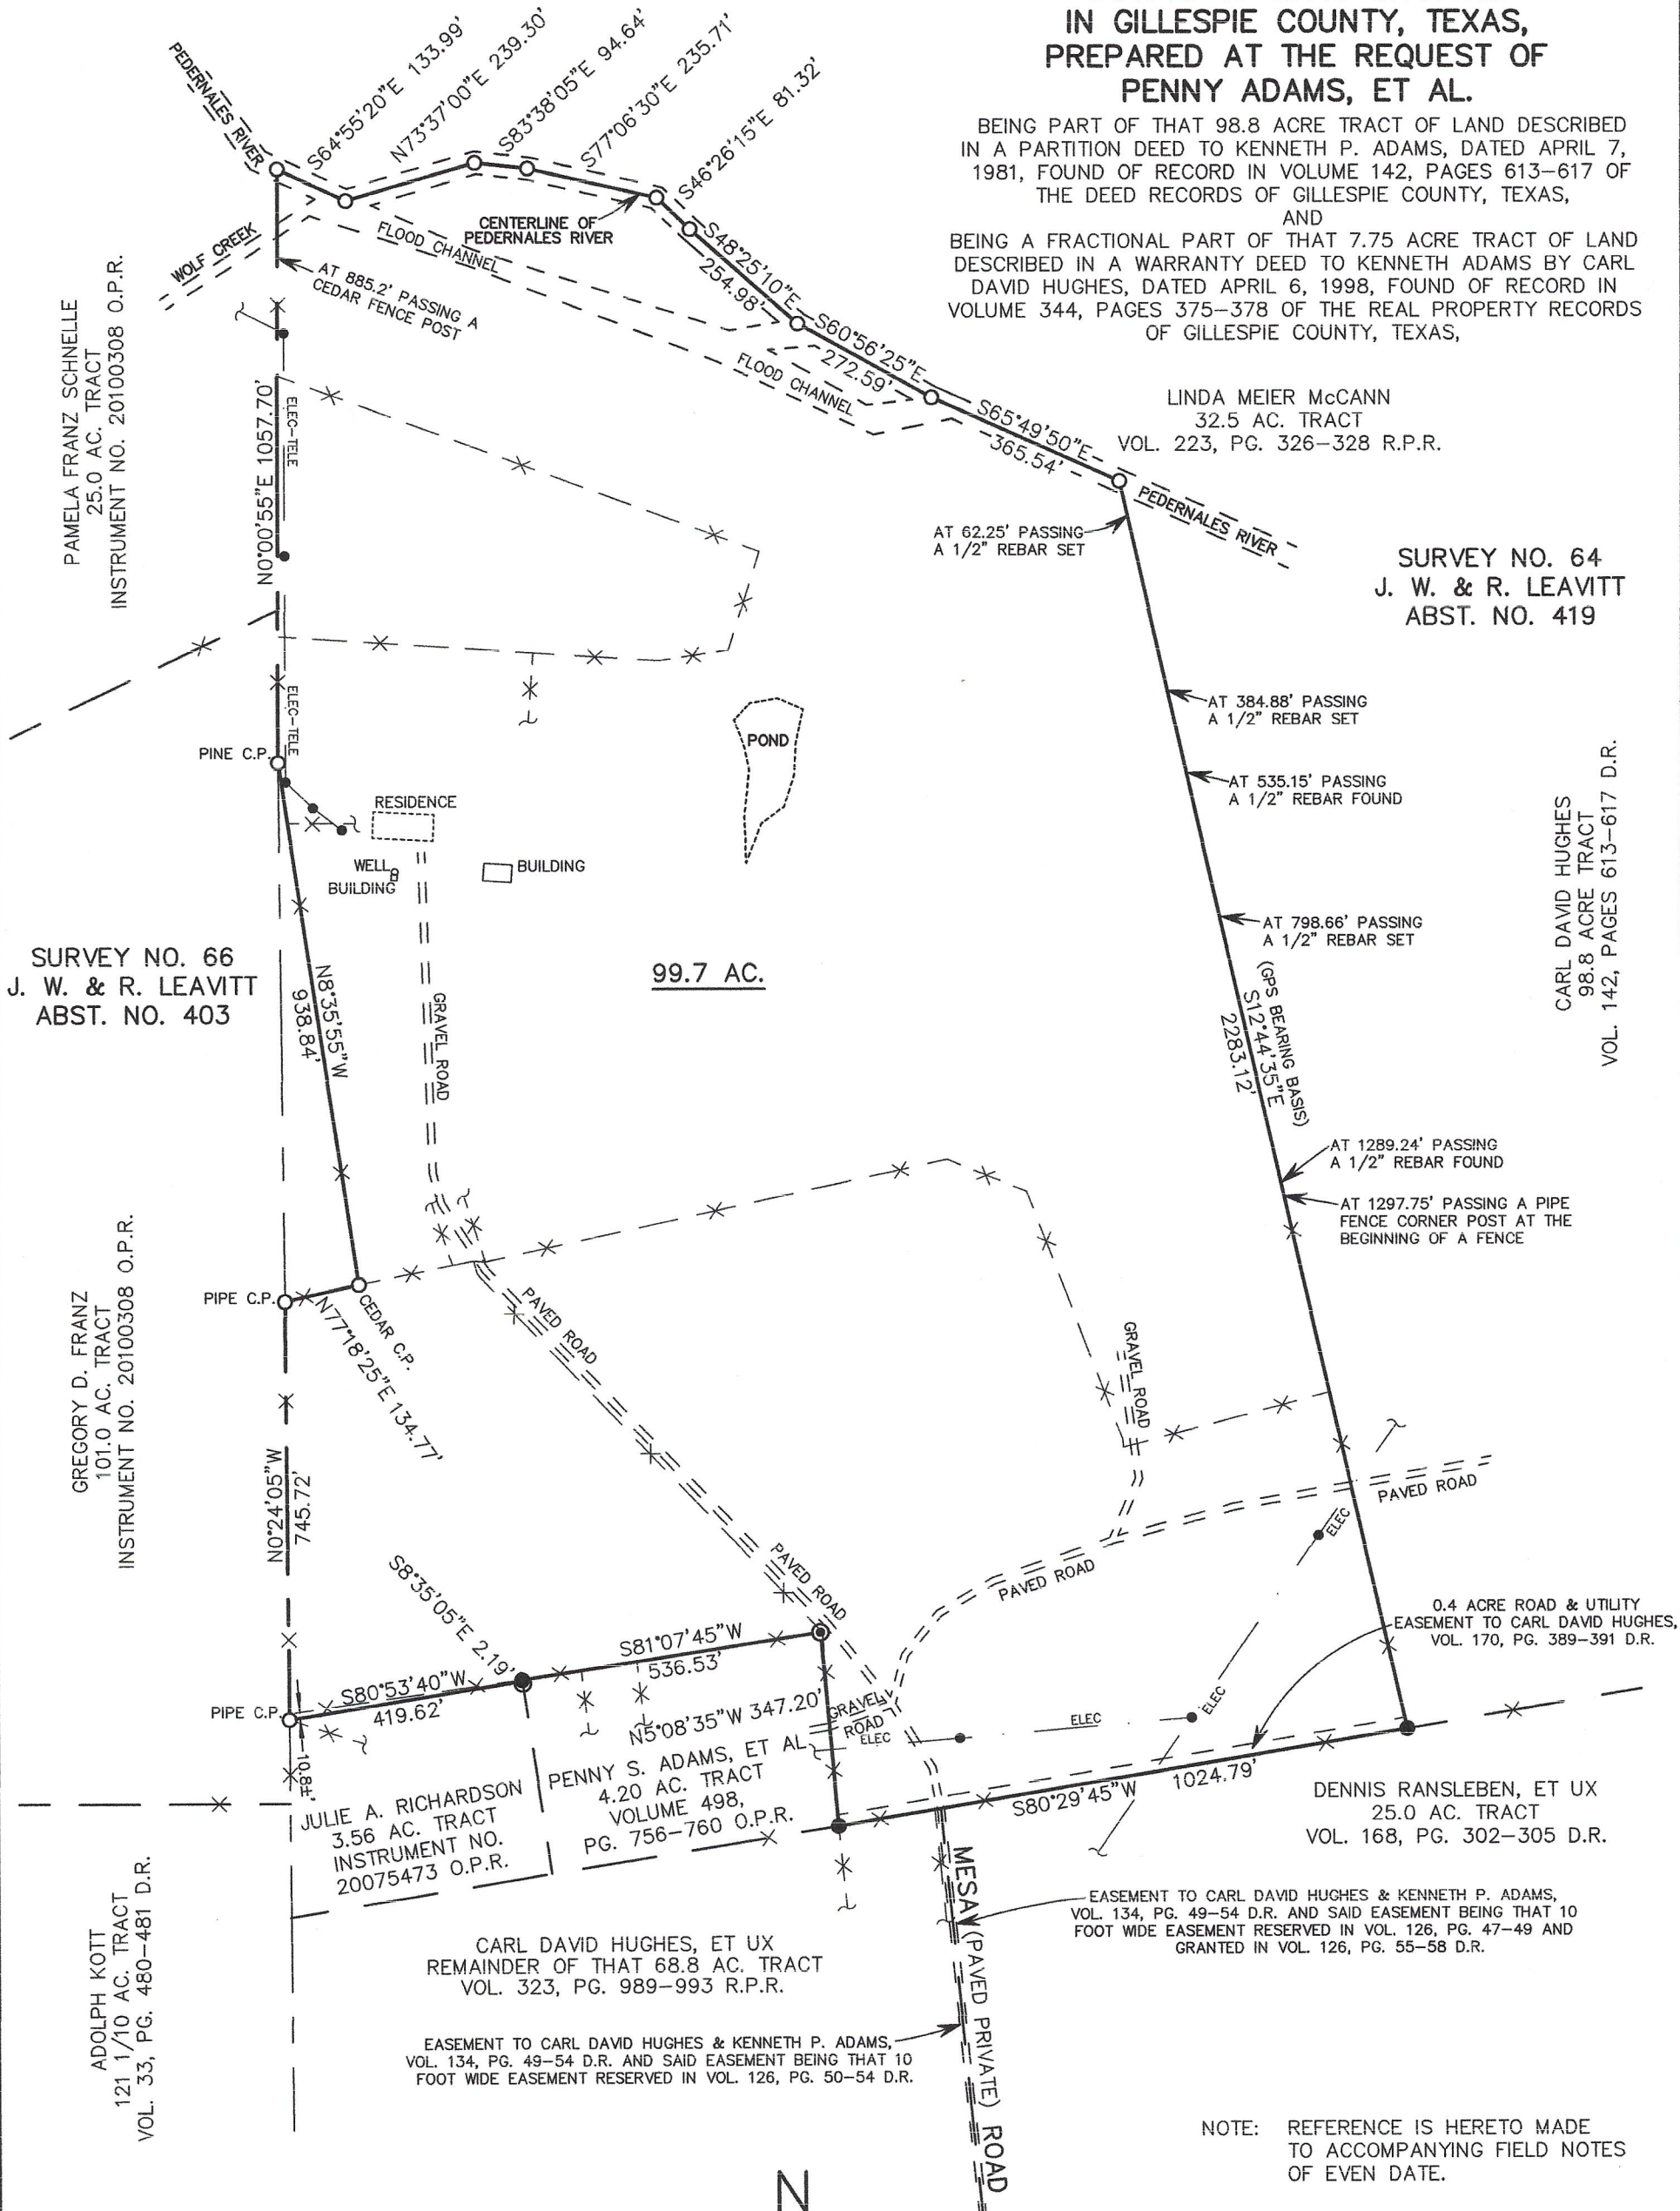 IN GILLESPIE COUNTY, TEXAS,
PREPARED AT THE REQUEST OF
PENNY ADAMS, ET AL.
BEING PART OF THAT 98.8 ACRE TRACT OF LAND DESCRIBED
IN A PARTITION DEED TO KENNETH P. ADAMS, DATED APRIL 7,
1981, FOUND OF RECORD IN VOLUME 142, PAGES 613-617 OF
THE DEED RECORDS OF GILLESPIE COUNTY, TEXAS,
AND
BEING A FRACTIONAL PART OF THAT 7.75 ACRE TRACT OF LAND
DESCRIBED IN A WARRANTY DEED TO KENNETH ADAMS BY CARL
DAVID HUGHES, DATED APRIL 6, 1998, FOUND OF RECORD IN
VOLUME 344, PAGES 375-378 OF THE REAL PROPERTY RECORDS
OF GILLESPIE COUNTY, TEXAS,
PEDERNALES RIVER
S64°55'20"E 133.99'
N73°37'00"E 239.30'
S83°38'05"E 94.64'
S77°06'30"E 235.71'
S46°26'15"E 81.32'
CENTERLINE OF
PEDERNALES RIVER
S48°25'10"E
254.98'
S60°56'25"E
272.59'
S65°49'50"E
365.54'
WOLF CREEK
FLOOD CHANNEL
FLOOD CHANNEL
AT 885.2' PASSING A
CEDAR FENCE POST
LINDA MEIER McCANN
32.5 AC. TRACT
VOL. 223, PG. 326-328 R.P.R.
PAMELA FRANZ SCHNELLE
25.0 AC. TRACT
INSTRUMENT NO. 20100308 O.P.R.
N0°00'55"E 1057.70'
ELEC-TELE
ELEC-TELE
PEDERNALES RIVER
AT 62.25' PASSING
A 1/2" REBAR SET
SURVEY NO. 64
J. W. & R. LEAVITT
ABST. NO. 419
AT 384.88' PASSING
A 1/2" REBAR SET
AT 535.15' PASSING
A 1/2" REBAR FOUND
AT 798.66' PASSING
A 1/2" REBAR SET
PINE C.P.
RESIDENCE
WELL
BUILDING
BUILDING
POND
CARL DAVID HUGHES
98.8 ACRE TRACT
VOL. 142, PAGES 613-617 D.R.
SURVEY NO. 66
J. W. & R. LEAVITT
ABST. NO. 403
N8°35'55"W
938.84'
GRAVEL ROAD
99.7 AC.
(GPS BEARING BASIS)
S12°44'35"E
2283.12'
AT 1289.24' PASSING
A 1/2" REBAR FOUND
AT 1297.75' PASSING A PIPE
FENCE CORNER POST AT THE
BEGINNING OF A FENCE
GREGORY D. FRANZ
101.0 AC. TRACT
INSTRUMENT NO. 20100308 O.P.R.
PIPE C.P.
CEDAR C.P.
N77°18'25"E 134.77'
PAVED ROAD
GRAVEL ROAD
N0°24'05"W
745.72'
PAVED ROAD
PAVED ROAD
PAVED ROAD
ELEC
S8°35'05"E 2.19'
S81°07'45"W
536.53'
S80°53'40"W
419.62'
PIPE C.P.
10.8'±
N5°08'35"W 347.20'
GRAVEL
ROAD
ELEC
ELEC
ELEC
0.4 ACRE ROAD & UTILITY
EASEMENT TO CARL DAVID HUGHES,
VOL. 170, PG. 389-391 D.R.
S80°29'45"W 1024.79'
JULIE A. RICHARDSON
3.56 AC. TRACT
INSTRUMENT NO.
20075473 O.P.R.
PENNY S. ADAMS, ET AL
4.20 AC. TRACT
VOLUME 498,
PG. 756-760 O.P.R.
DENNIS RANSLEBEN, ET UX
25.0 AC. TRACT
VOL. 168, PG. 302-305 D.R.
EASEMENT TO CARL DAVID HUGHES & KENNETH P. ADAMS,
VOL. 134, PG. 49-54 D.R. AND SAID EASEMENT BEING THAT 10
FOOT WIDE EASEMENT RESERVED IN VOL. 126, PG. 47-49 AND
GRANTED IN VOL. 126, PG. 55-58 D.R.
MESA (PAVED PRIVATE) ROAD
ADOLPH KOTT
121 1/10 AC. TRACT
VOL. 33, PG. 480-481 D.R.
CARL DAVID HUGHES, ET UX
REMAINDER OF THAT 68.8 AC. TRACT
VOL. 323, PG. 989-993 R.P.R.
EASEMENT TO CARL DAVID HUGHES & KENNETH P. ADAMS,
VOL. 134, PG. 49-54 D.R. AND SAID EASEMENT BEING THAT 10
FOOT WIDE EASEMENT RESERVED IN VOL. 126, PG. 50-54 D.R.
NOTE: REFERENCE IS HERETO MADE
TO ACCOMPANYING FIELD NOTES
OF EVEN DATE.
N